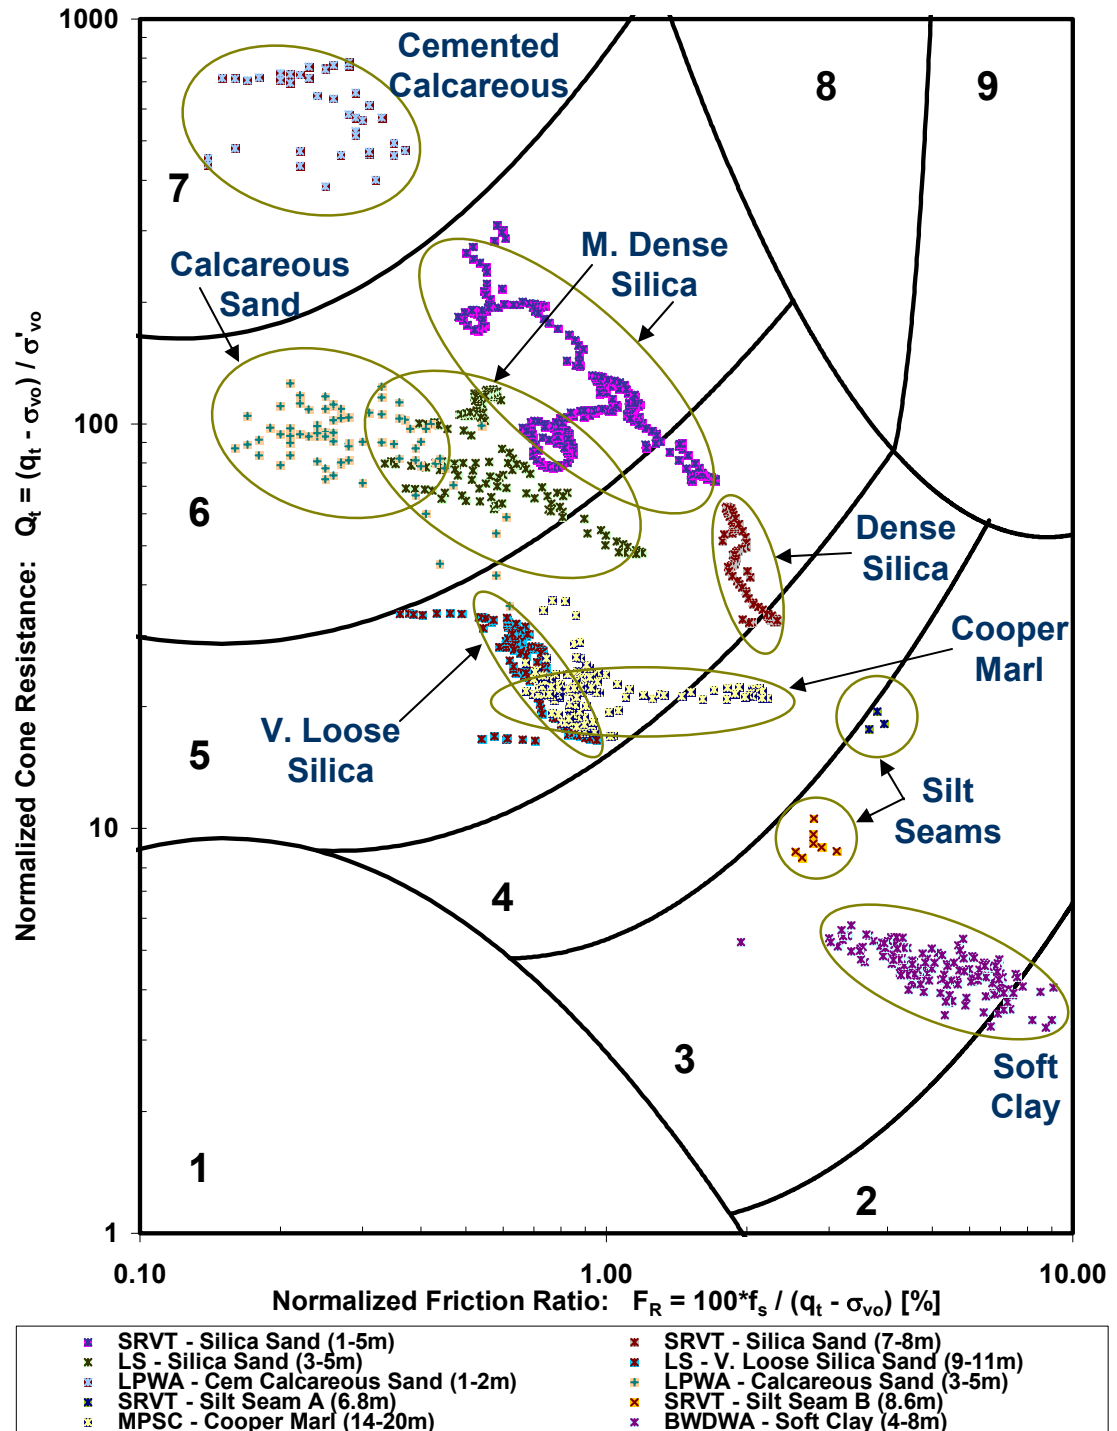 1000
Cemented
Calcareous
8
9
7
Calcareous
Sand
M. Dense
Silica
100
6
Dense
Silica
Cooper
Marl
V. Loose
Silica
5
Silt
Seams
10
4
3
Soft
Clay
1
2
1
0.10
1.00
10.00
Normalized Cone Resistance: Qt = (qt - σvo) / σ'vo
Normalized Friction Ratio: FR = 100*fs / (qt - σvo) [%]
SRVT - Silica Sand (1-5m)
SRVT - Silica Sand (7-8m)
LS - Silica Sand (3-5m)
LS - V. Loose Silica Sand (9-11m)
LPWA - Cem Calcareous Sand (1-2m)
LPWA - Calcareous Sand (3-5m)
SRVT - Silt Seam A (6.8m)
SRVT - Silt Seam B (8.6m)
MPSC - Cooper Marl (14-20m)
BWDWA - Soft Clay (4-8m)